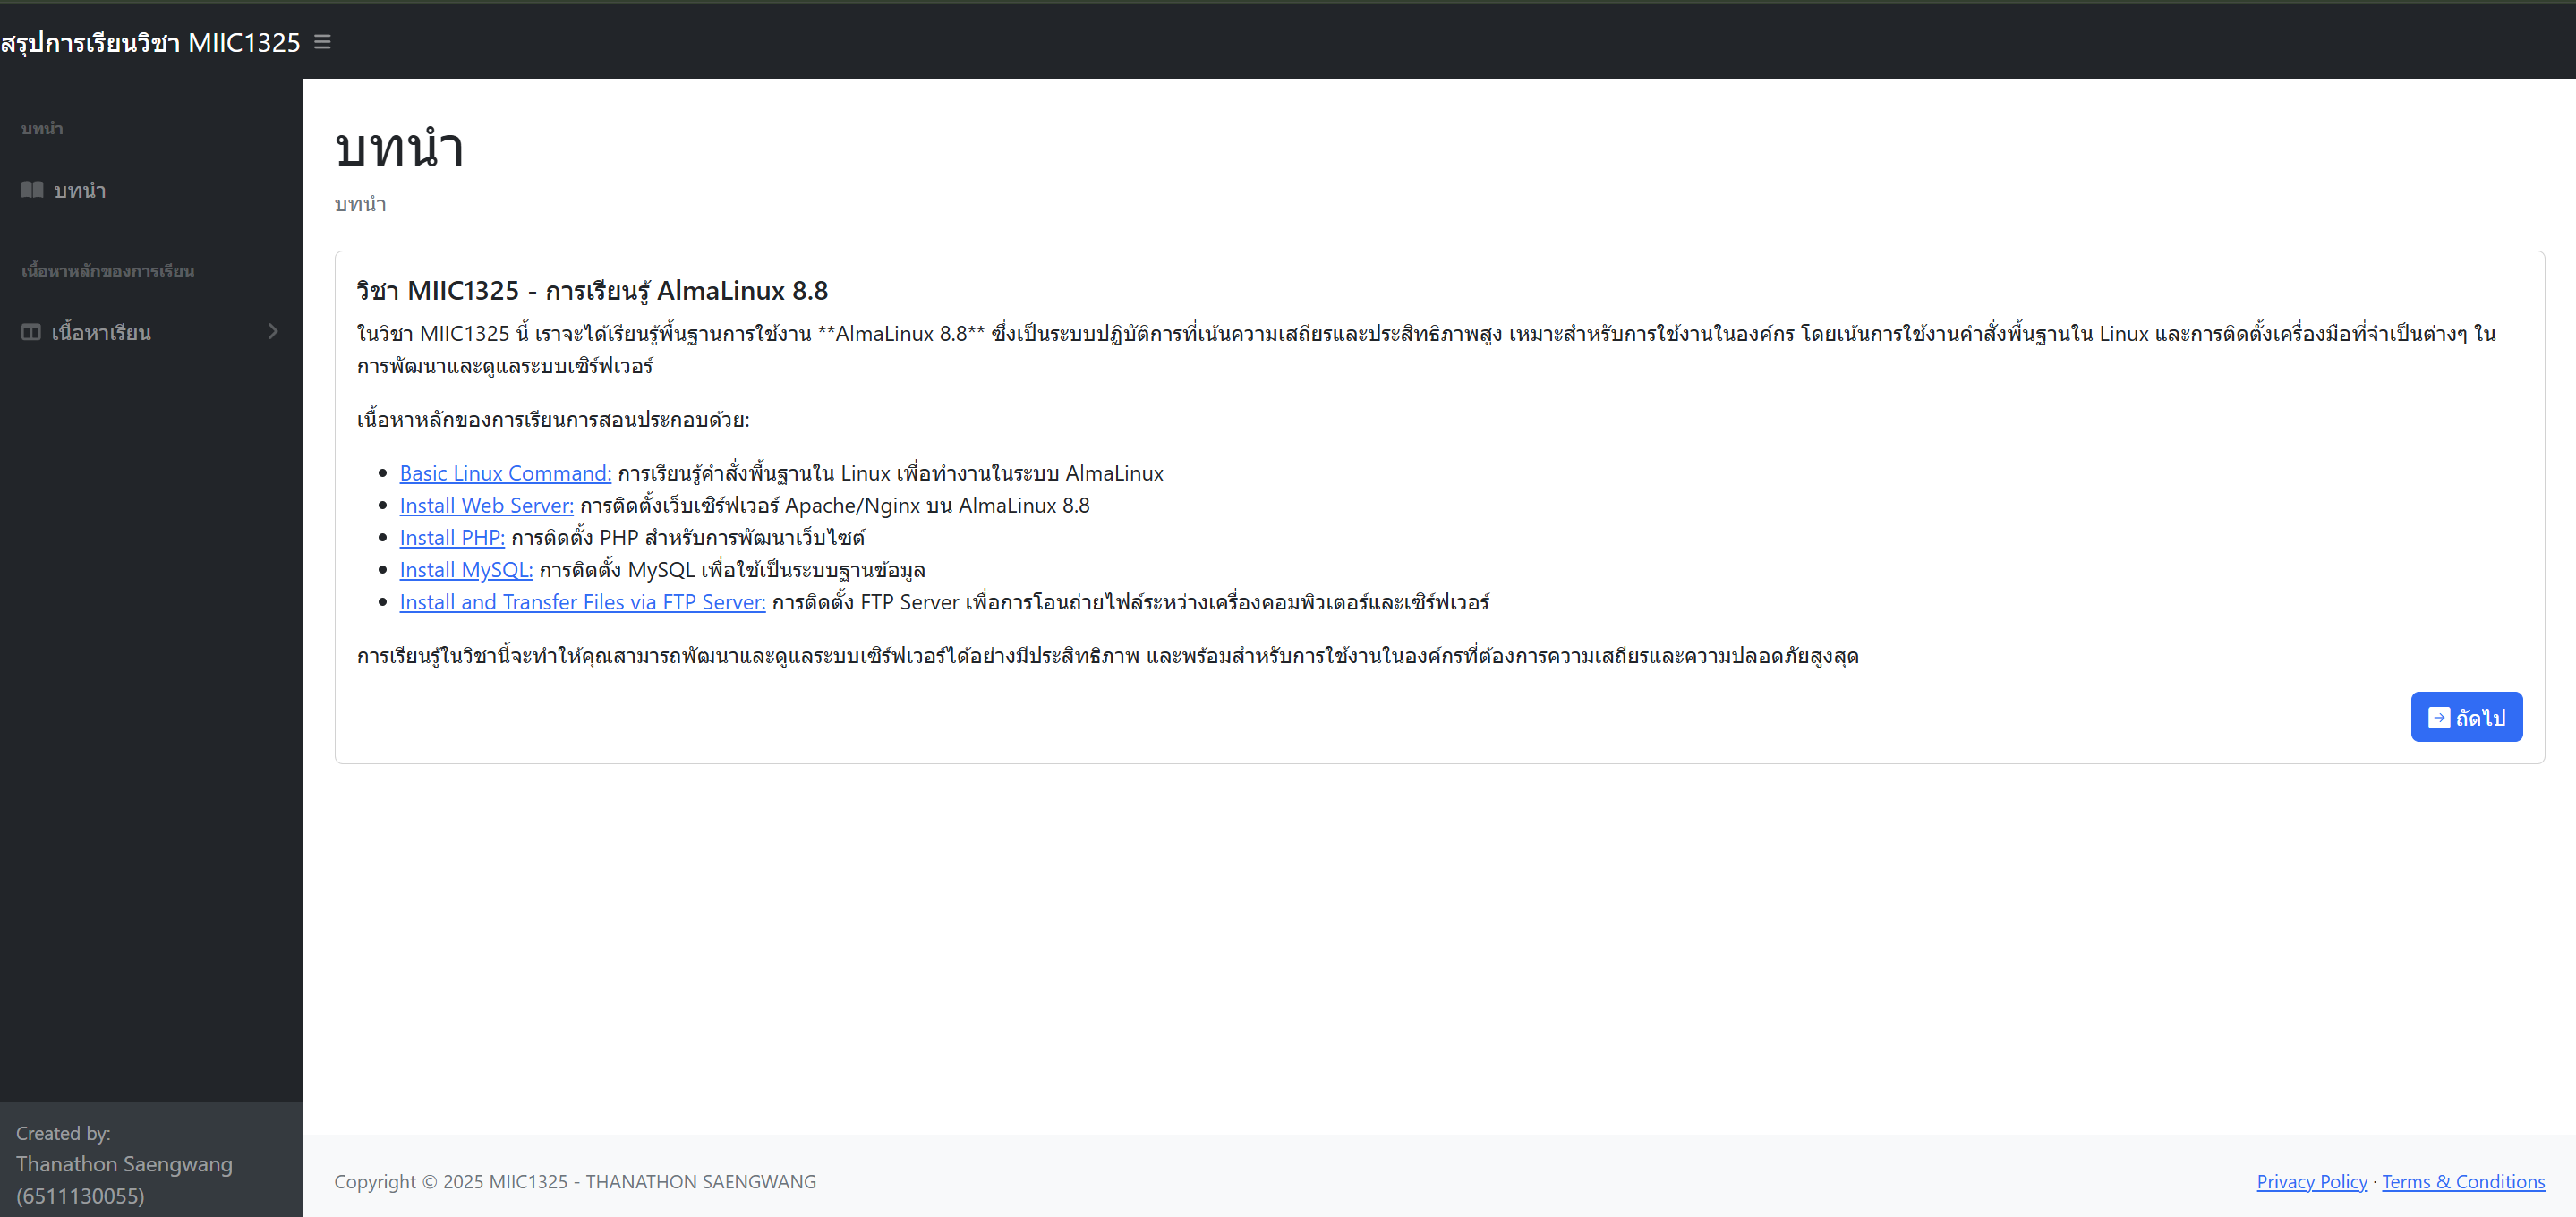 สรุปการเรียนวิชา MIIC1325
บทนำ
บทนำ
เนื้อหาหลักของการเรียน
เนื้อหาเรียน
Created by:
Thanathon Saengwang
(6511130055)
บทนำ
บทนำ
วิชา MIIC1325 - การเรียนรู้ AlmaLinux 8.8
ในวิชา MIIC1325 นี้ เราจะได้เรียนรู้พื้นฐานการใช้งาน **AlmaLinux 8.8** ซึ่งเป็นระบบปฏิบัติการที่เน้นความเสถียรและประสิทธิภาพสูง เหมาะสำหรับการใช้งานในองค์กร โดยเน้นการใช้งานคำสั่งพื้นฐานใน Linux และการติดตั้งเครื่องมือที่จำเป็นต่างๆ ใน
การพัฒนาและดูแลระบบเซิร์ฟเวอร์
เนื้อหาหลักของการเรียนการสอนประกอบด้วย:
Basic Linux Command: การเรียนรู้คำสั่งพื้นฐานใน Linux เพื่อทำงานในระบบ AlmaLinux
Install Web Server: การติดตั้งเว็บเซิร์ฟเวอร์ Apache/Nginx บน AlmaLinux 8.8
Install PHP: การติดตั้ง PHP สำหรับการพัฒนาเว็บไซต์
Install MySQL: การติดตั้ง MySQL เพื่อใช้เป็นระบบฐานข้อมูล
Install and Transfer Files via FTP Server: การติดตั้ง FTP Server เพื่อการโอนถ่ายไฟล์ระหว่างเครื่องคอมพิวเตอร์และเซิร์ฟเวอร์
การเรียนรู้ในวิชานี้จะทำให้คุณสามารถพัฒนาและดูแลระบบเซิร์ฟเวอร์ได้อย่างมีประสิทธิภาพ และพร้อมสำหรับการใช้งานในองค์กรที่ต้องการความเสถียรและความปลอดภัยสูงสุด
ถัดไป
Copyright © 2025 MIIC1325 - THANATHON SAENGWANG
Privacy Policy · Terms & Conditions